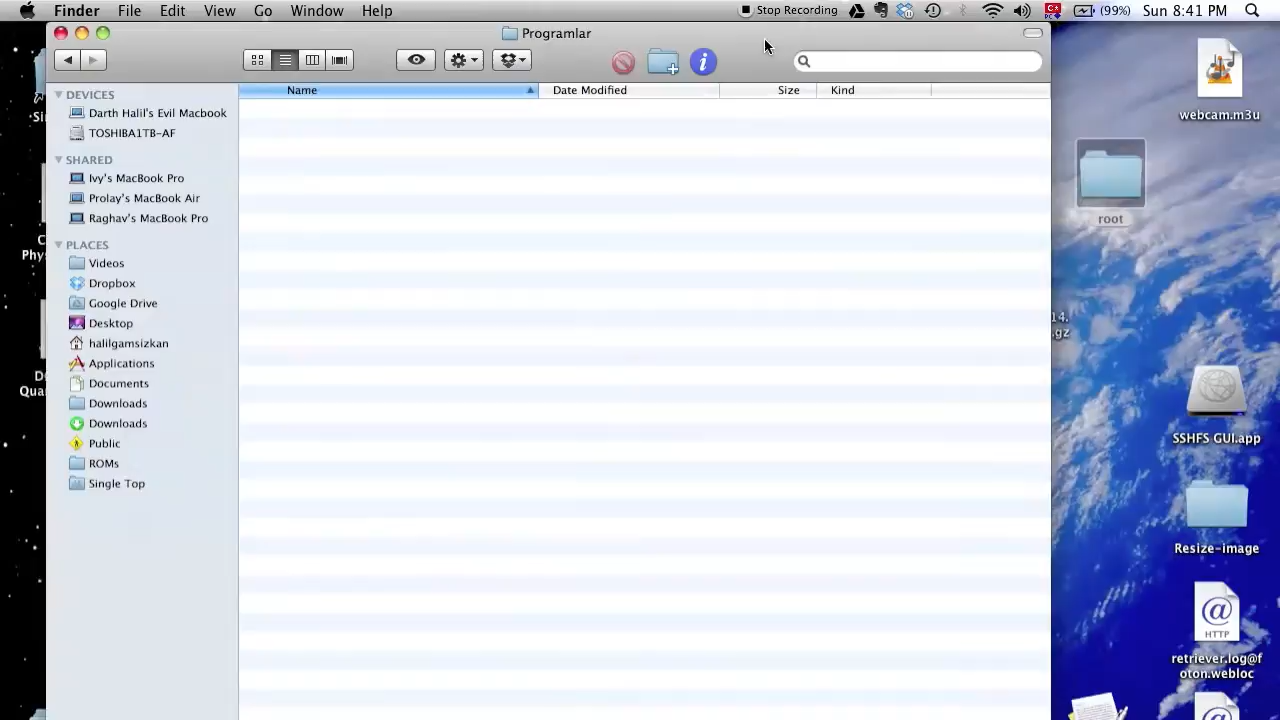 Finder File Edit View Go Window Help Stop Recording (99%) Sun 8:41 PM
Programlar
Name Date Modified Size Kind
DEVICES
Darth Halil's Evil Macbook
TOSHIBA1TB-AF
SHARED
Ivy's MacBook Pro
Prolay's MacBook Air
Raghav's MacBook Pro
PLACES
Videos
Dropbox
Google Drive
Desktop
halilgamsizkan
Applications
Documents
Downloads
Downloads
Public
ROMs
Single Top
webcam.m3u
root
14.
.gz
SSHFS GUI.app
Resize-image
HTTP
retriever.log@f
oton.webloc